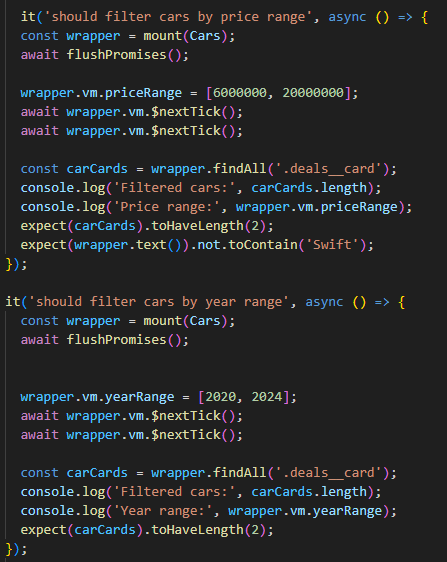 it('should filter cars by price range', async () => {
const wrapper = mount(Cars);
await flushPromises();
wrapper.vm.priceRange = [6000000, 20000000];
await wrapper.vm.$nextTick();
await wrapper.vm.$nextTick();
const carCards = wrapper.findAll('.deals__card');
console.log('Filtered cars:', carCards.length);
console.log('Price range:', wrapper.vm.priceRange);
expect(carCards).toHaveLength(2);
expect(wrapper.text()).not.toContain('Swift');
});
it('should filter cars by year range', async () => {
const wrapper = mount(Cars);
await flushPromises();
wrapper.vm.yearRange = [2020, 2024];
await wrapper.vm.$nextTick();
await wrapper.vm.$nextTick();
const carCards = wrapper.findAll('.deals__card');
console.log('Filtered cars:', carCards.length);
console.log('Year range:', wrapper.vm.yearRange);
expect(carCards).toHaveLength(2);
});